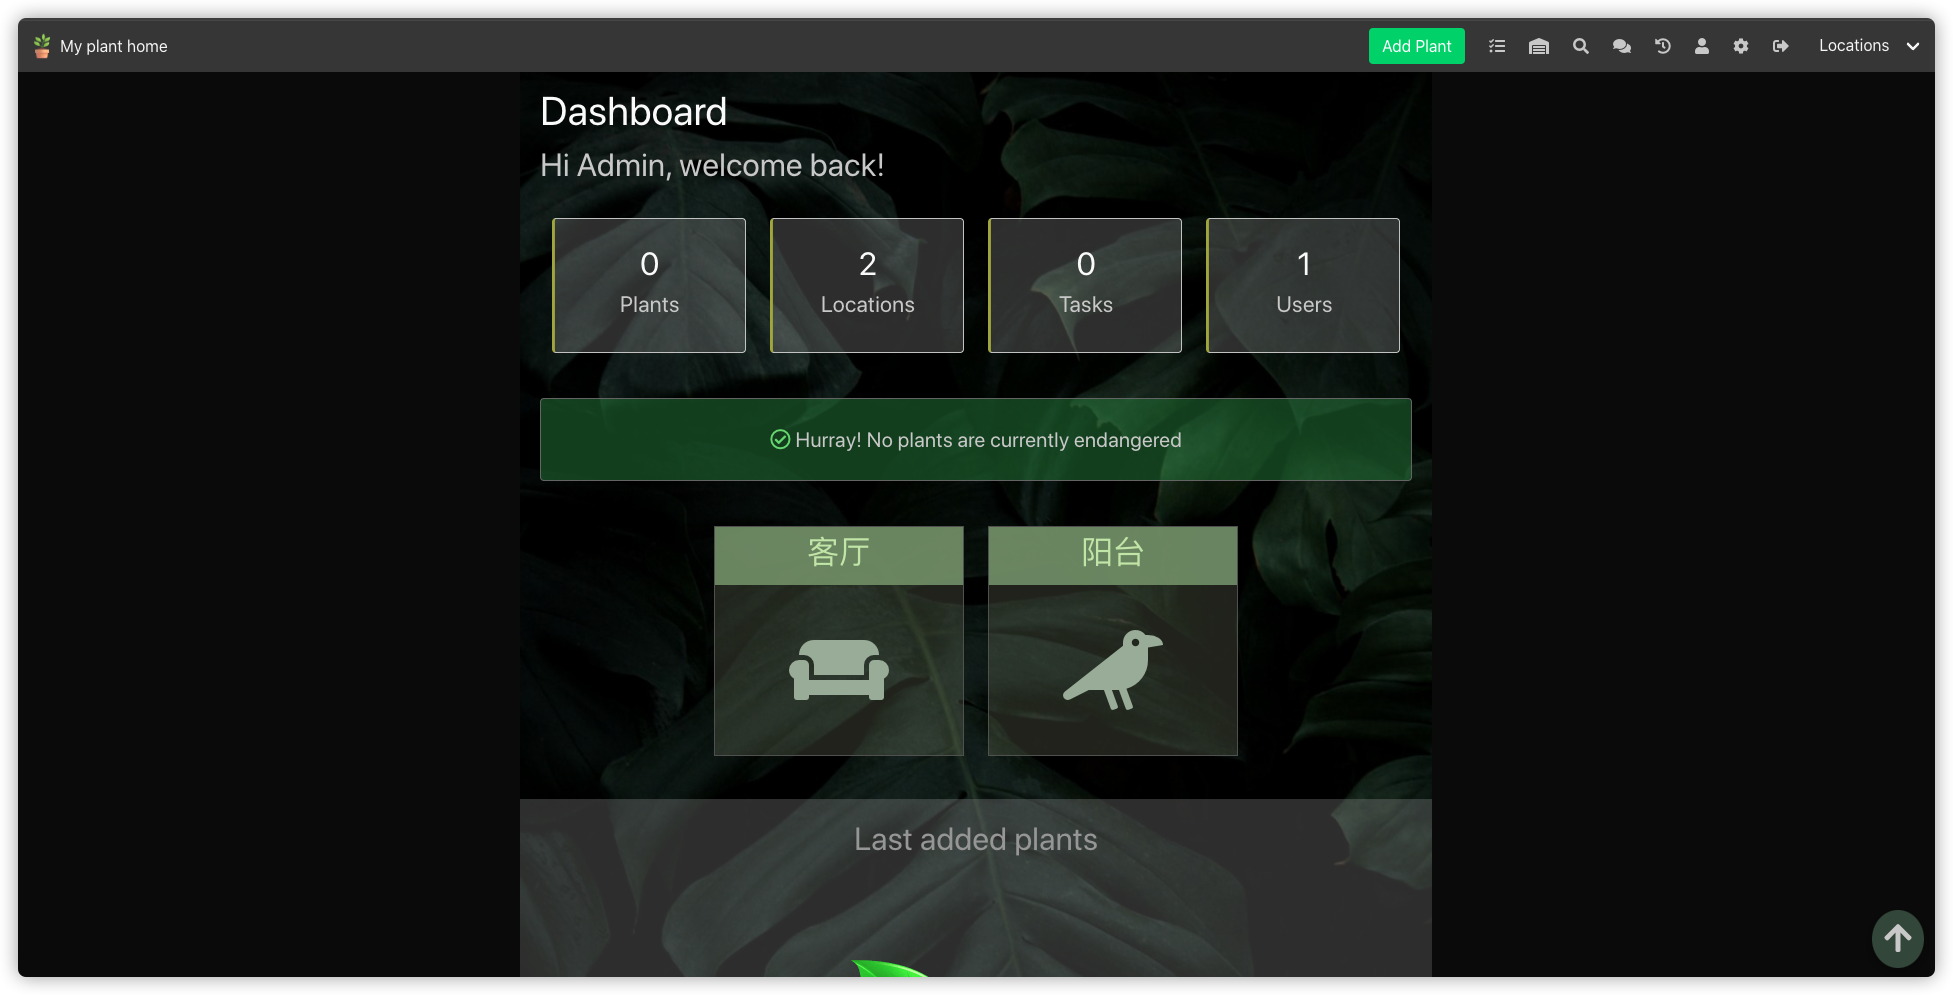 My plant home
Add Plant
Locations
Dashboard
Hi Admin, welcome back!
0
Plants
2
Locations
0
Tasks
1
Users
Hurray! No plants are currently endangered
客厅
阳台
Last added plants